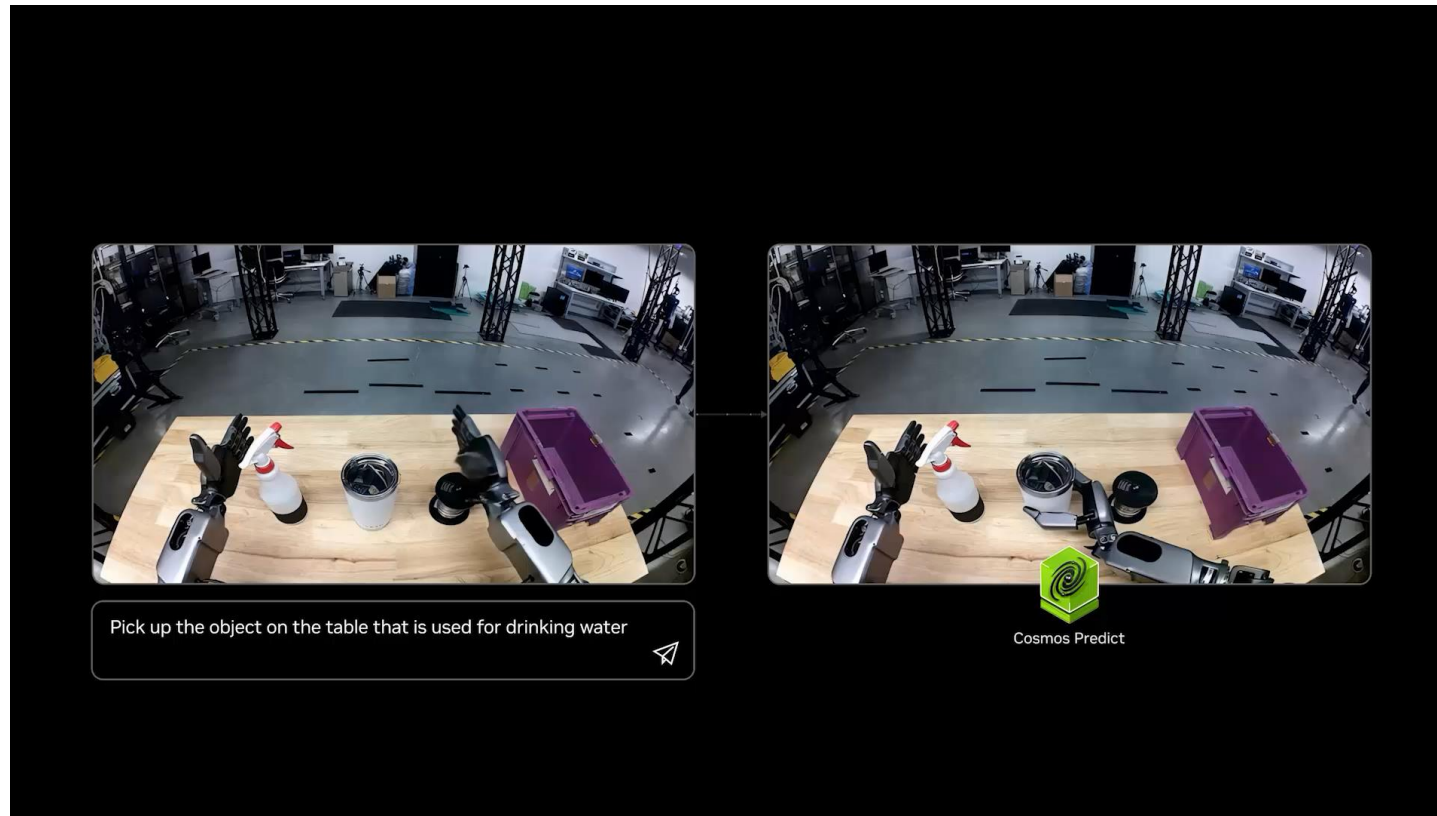 Pick up the object on the table that is used for drinking water
Cosmos Predict